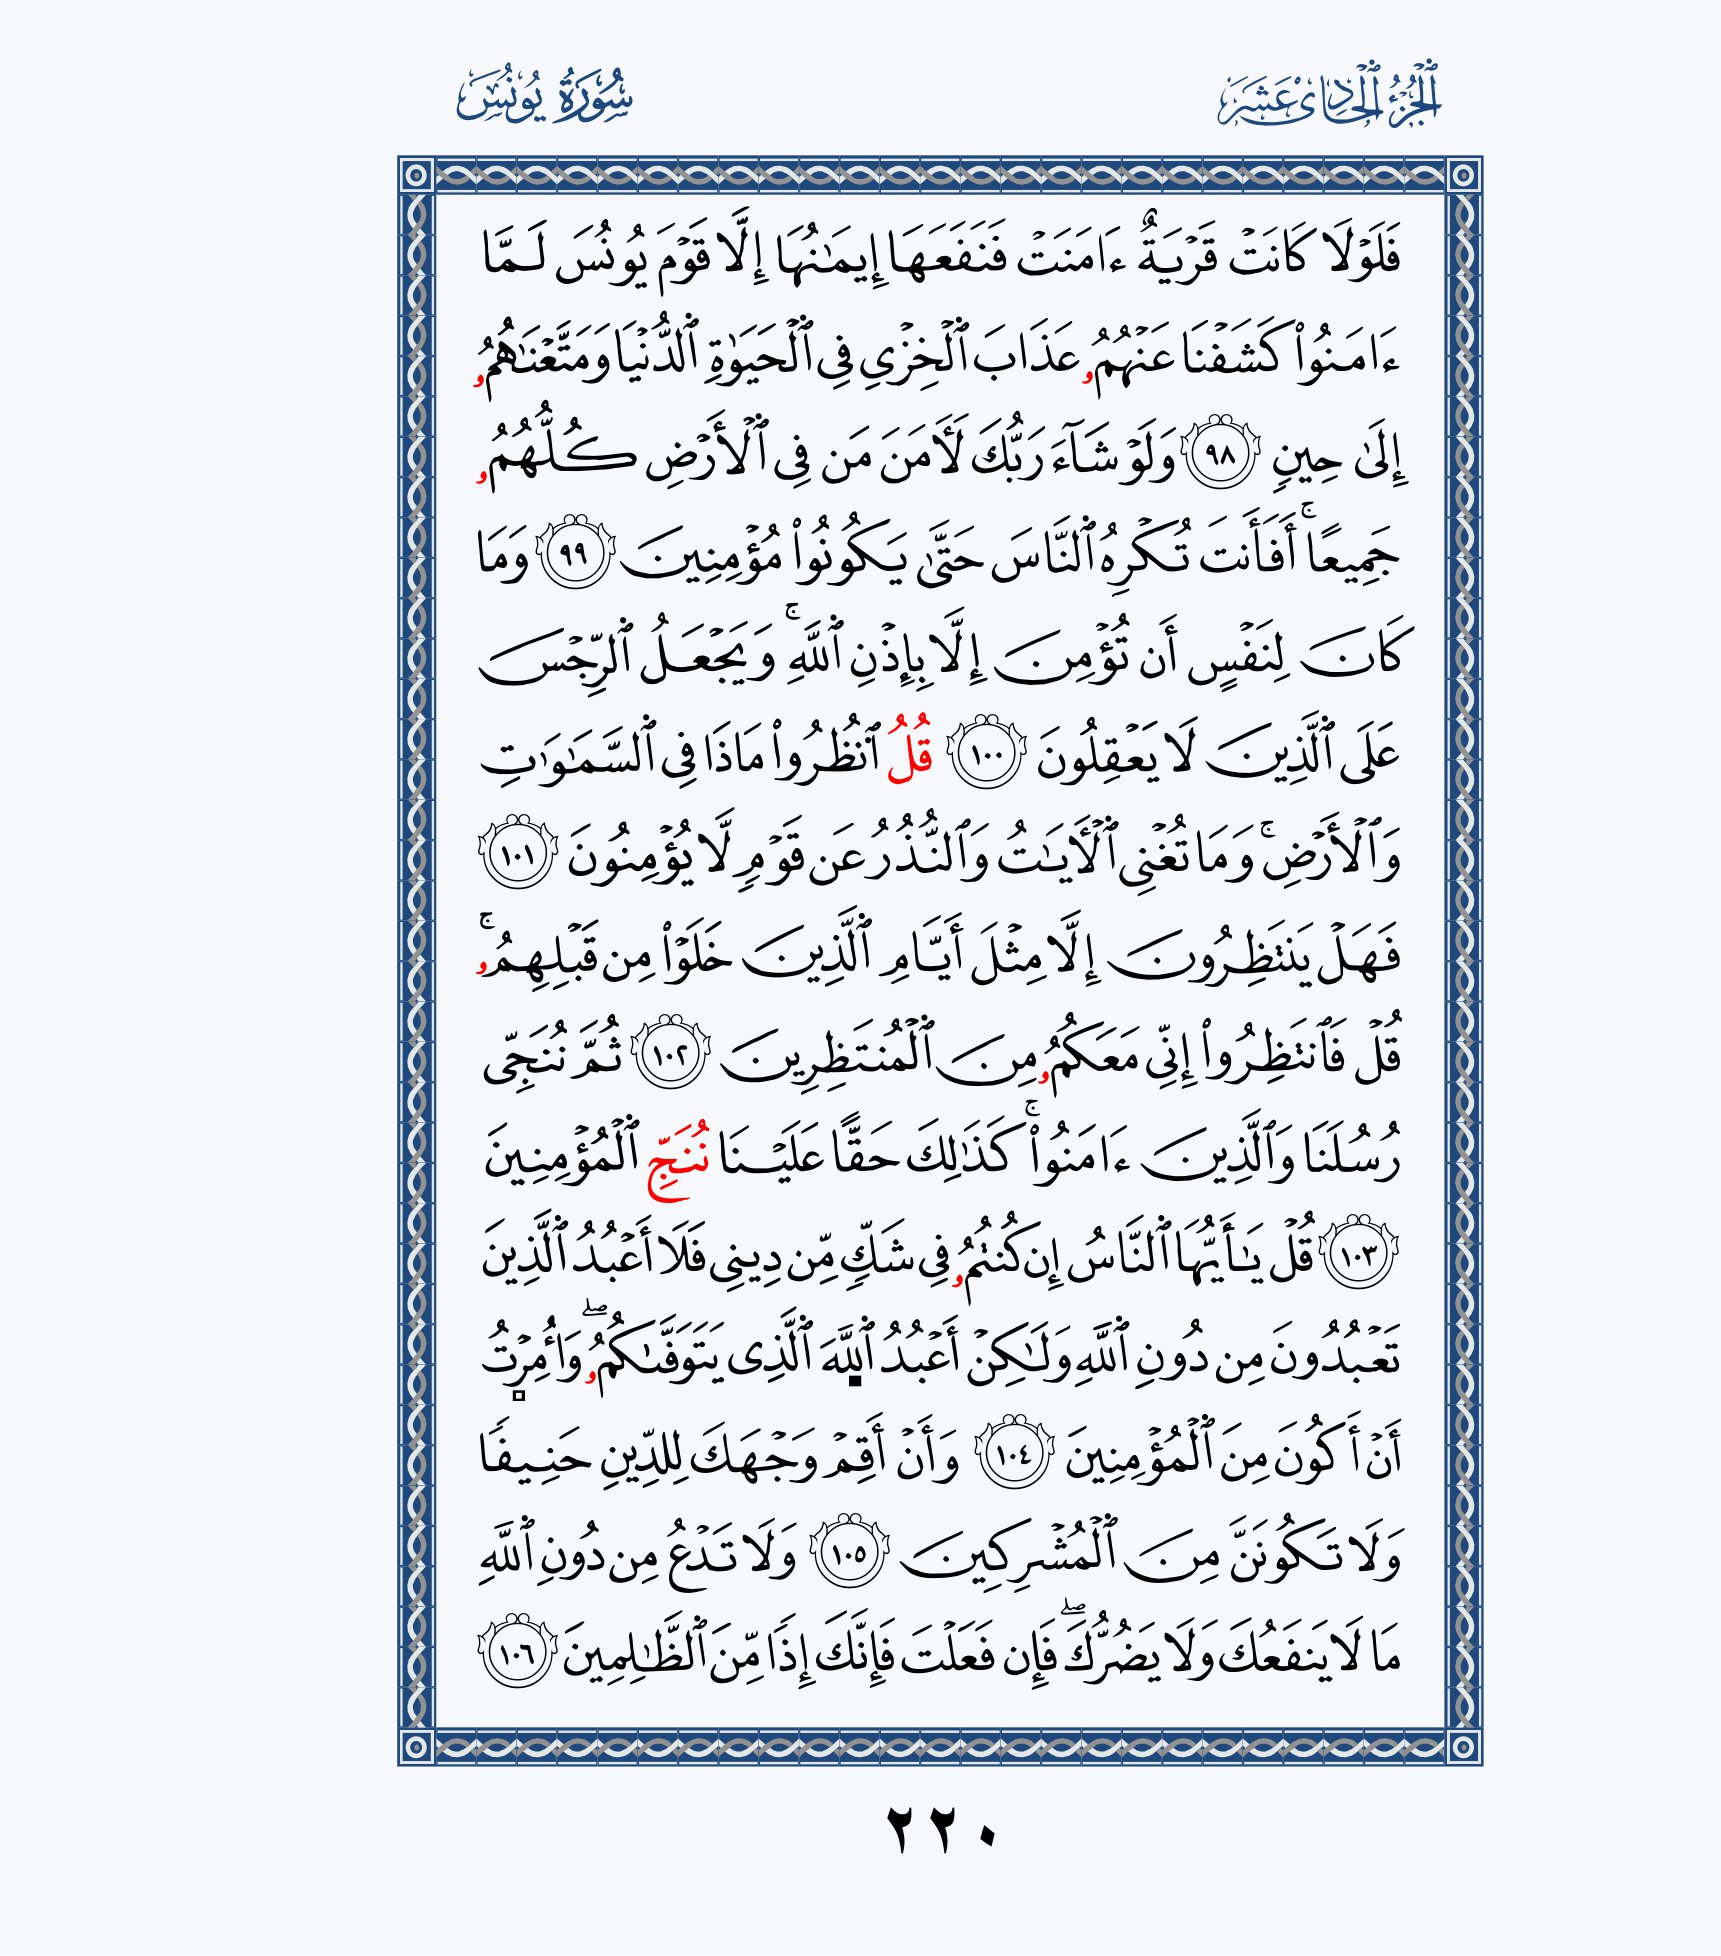 ٱلْجُزْءُ ٱلْحَادِى عَشَرَ
سُورَةُ يُونُسَ
فَلَوْلَا كَانَتْ قَرْيَةٌ ءَامَنَتْ فَنَفَعَهَا إِيمَٰنُهَا إِلَّا قَوْمَ يُونُسَ لَمَّا
ءَامَنُوا۟ كَشَفْنَا عَنْهُمُۥ عَذَابَ ٱلْخِزْيِ فِى ٱلْحَيَوٰةِ ٱلدُّنْيَا وَمَتَّعْنَٰهُمُۥ
إِلَىٰ حِينٍ ٩٨ وَلَوْ شَآءَ رَبُّكَ لَأٓمَنَ مَن فِى ٱلْأَرْضِ كُلُّهُمُۥ
جَمِيعًا ۚ أَفَأَنتَ تُكْرِهُ ٱلنَّاسَ حَتَّىٰ يَكُونُوا۟ مُؤْمِنِينَ ٩٩ وَمَا
كَانَ لِنَفْسٍ أَن تُؤْمِنَ إِلَّا بِإِذْنِ ٱللَّهِ ۚ وَيَجْعَلُ ٱلرِّجْسَ
عَلَى ٱلَّذِينَ لَا يَعْقِلُونَ ١٠٠ قُلُ ٱنظُرُوا۟ مَاذَا فِى ٱلسَّمَٰوَٰتِ
وَٱلْأَرْضِ ۚ وَمَا تُغْنِى ٱلْأٓيَٰتُ وَٱلنُّذُرُ عَن قَوْمٍ لَّا يُؤْمِنُونَ ١٠١
فَهَلْ يَنتَظِرُونَ إِلَّا مِثْلَ أَيَّامِ ٱلَّذِينَ خَلَوْا۟ مِن قَبْلِهِمُۥ ۚ
قُلْ فَٱنتَظِرُوا۟ إِنِّى مَعَكُمُۥ مِنَ ٱلْمُنتَظِرِينَ ١٠٢ ثُمَّ نُنَجِّى
رُسُلَنَا وَٱلَّذِينَ ءَامَنُوا۟ ۚ كَذَٰلِكَ حَقًّا عَلَيْنَا نُنَجِّ ٱلْمُؤْمِنِينَ
١٠٣ قُلْ يَٰٓأَيُّهَا ٱلنَّاسُ إِن كُنتُمُۥ فِى شَكٍّ مِّن دِينِى فَلَا أَعْبُدُ ٱلَّذِينَ
تَعْبُدُونَ مِن دُونِ ٱللَّهِ وَلَٰكِنْ أَعْبُدُ ٱللَّهَ ٱلَّذِى يَتَوَفَّىٰكُمُۥ ۖ وَأُمِرْتُ
أَنْ أَكُونَ مِنَ ٱلْمُؤْمِنِينَ ١٠٤ وَأَنْ أَقِمْ وَجْهَكَ لِلدِّينِ حَنِيفًا
وَلَا تَكُونَنَّ مِنَ ٱلْمُشْرِكِينَ ١٠٥ وَلَا تَدْعُ مِن دُونِ ٱللَّهِ
مَا لَا يَنفَعُكَ وَلَا يَضُرُّكَ ۖ فَإِن فَعَلْتَ فَإِنَّكَ إِذًا مِّنَ ٱلظَّٰلِمِينَ ١٠٦
٢٢٠